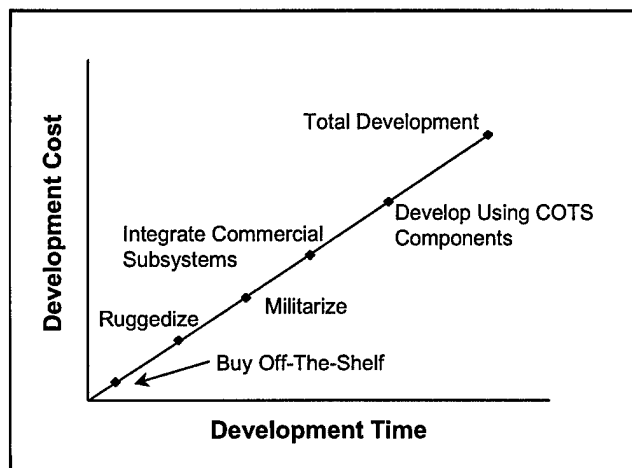 Development Cost
Total Development
Develop Using COTS
Components
Integrate Commercial
Subsystems
Militarize
Ruggedize
Buy Off-The-Shelf
Development Time